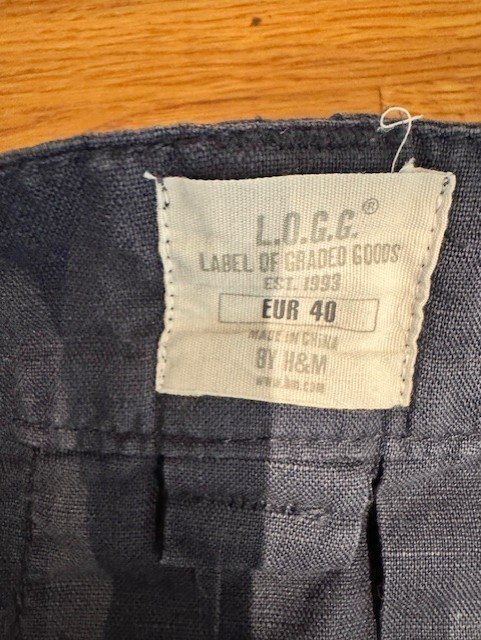 L.O.G.G.®
LABEL OF GRADED GOODS
EST. 1993
EUR 40
MADE IN CHINA
BY H&M
www.hm.com